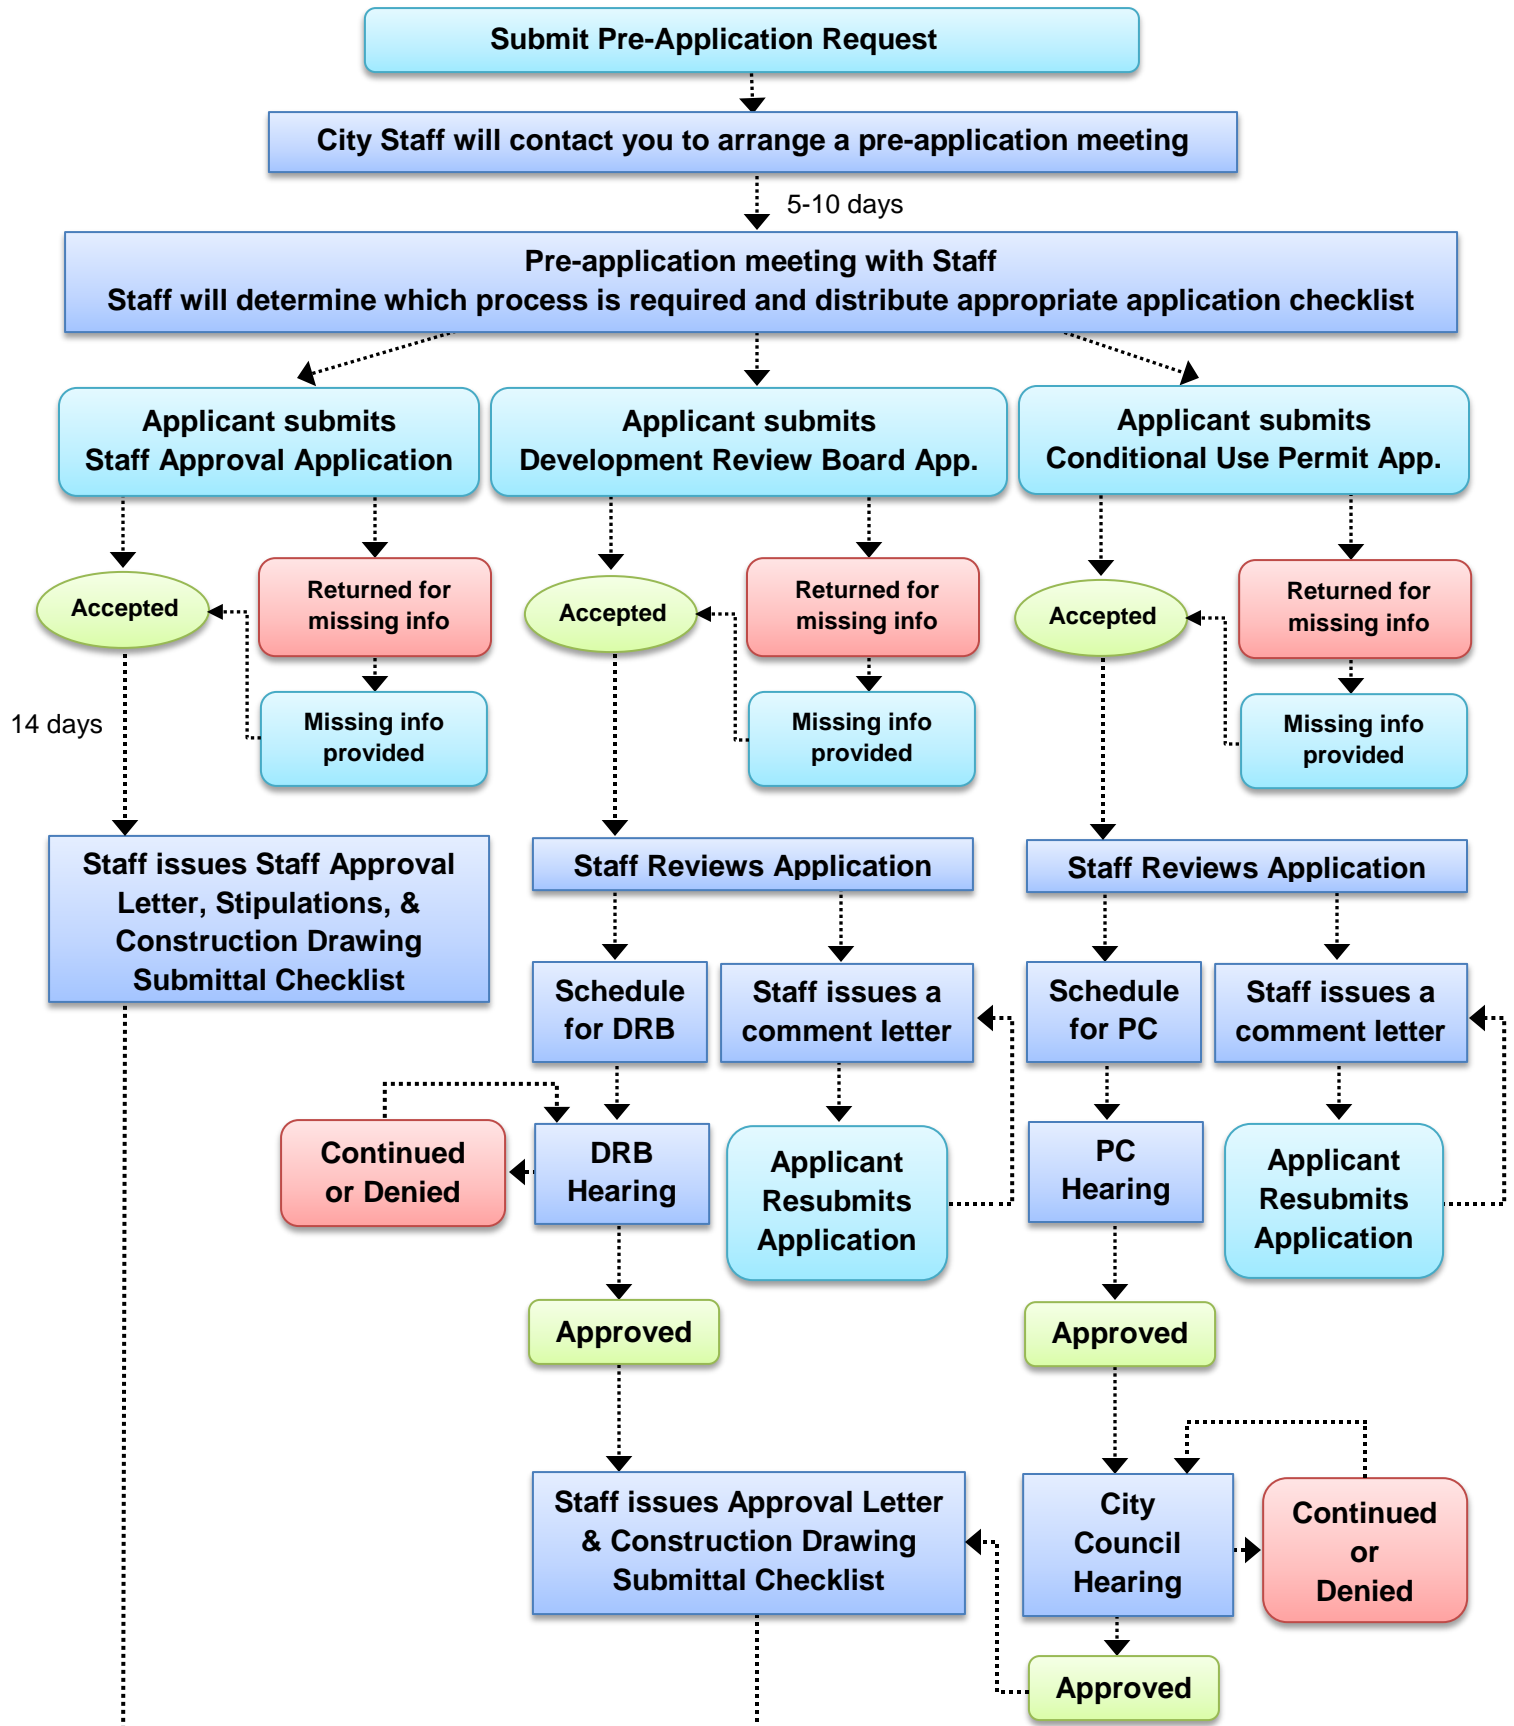 Submit Pre-Application Request
City Staff will contact you to arrange a pre-application meeting
5-10 days
Pre-application meeting with Staff
Staff will determine which process is required and distribute appropriate application checklist
Applicant submits
Staff Approval Application
Applicant submits
Development Review Board App.
Applicant submits
Conditional Use Permit App.
Accepted
Returned for
missing info
Accepted
Returned for
missing info
Accepted
Returned for
missing info
14 days
Missing info
provided
Missing info
provided
Missing info
provided
Staff issues Staff Approval
Letter, Stipulations, &
Construction Drawing
Submittal Checklist
Staff Reviews Application
Staff Reviews Application
Schedule
for DRB
Staff issues a
comment letter
Schedule
for PC
Staff issues a
comment letter
Continued
or Denied
DRB
Hearing
Applicant
Resubmits
Application
PC
Hearing
Applicant
Resubmits
Application
Approved
Approved
Staff issues Approval Letter
& Construction Drawing
Submittal Checklist
City
Council
Hearing
Continued
or
Denied
Approved